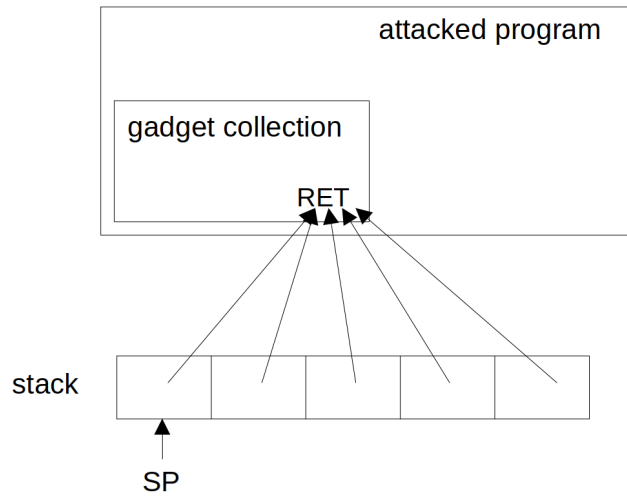 attacked program
gadget collection
RET
stack
SP